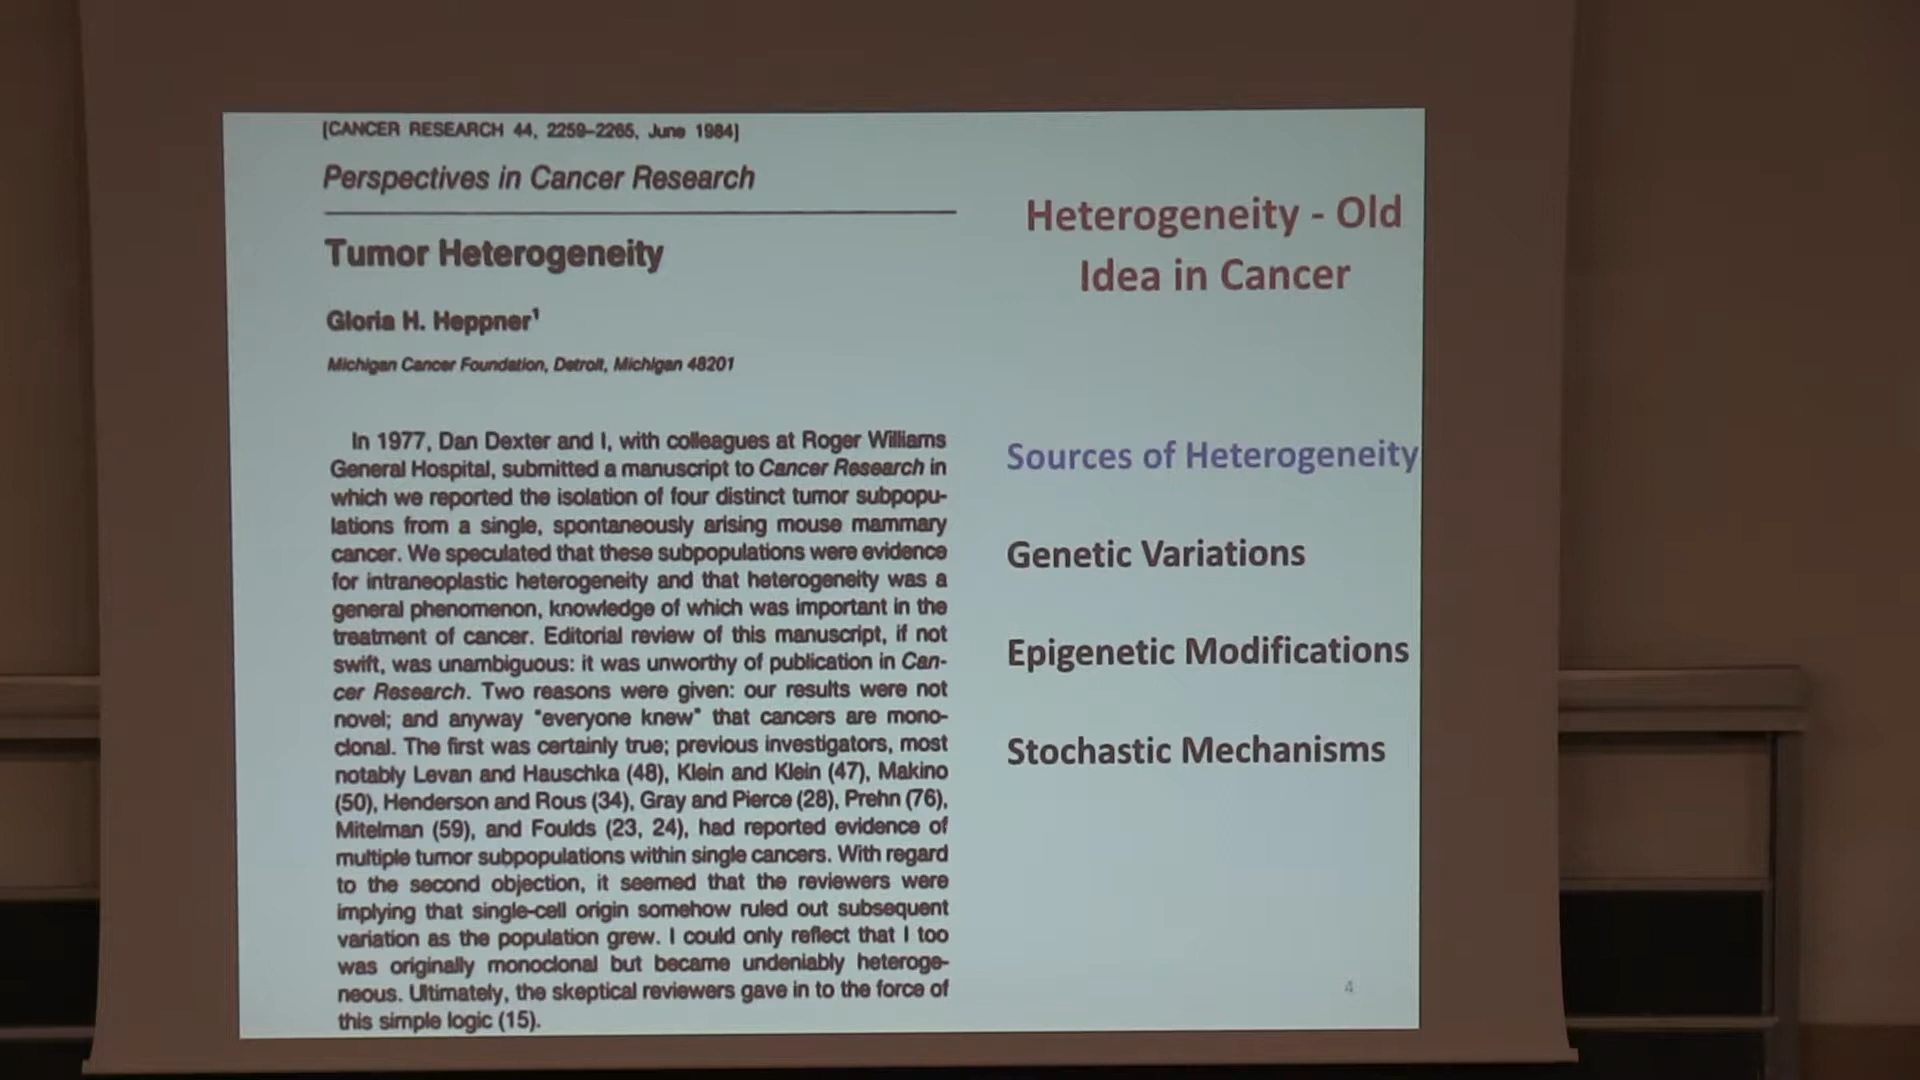 [CANCER RESEARCH 44, 2259–2265, June 1984]
Perspectives in Cancer Research
Tumor Heterogeneity
Gloria H. Heppner¹
Michigan Cancer Foundation, Detroit, Michigan 48201
In 1977, Dan Dexter and I, with colleagues at Roger Williams
General Hospital, submitted a manuscript to Cancer Research in
which we reported the isolation of four distinct tumor subpopu-
lations from a single, spontaneously arising mouse mammary
cancer. We speculated that these subpopulations were evidence
for intraneoplastic heterogeneity and that heterogeneity was a
general phenomenon, knowledge of which was important in the
treatment of cancer. Editorial review of this manuscript, if not
swift, was unambiguous: it was unworthy of publication in Can-
cer Research. Two reasons were given: our results were not
novel; and anyway "everyone knew" that cancers are mono-
clonal. The first was certainly true; previous investigators, most
notably Levan and Hauschka (48), Klein and Klein (47), Makino
(50), Henderson and Rous (34), Gray and Pierce (28), Prehn (76),
Mitelman (59), and Foulds (23, 24), had reported evidence of
multiple tumor subpopulations within single cancers. With regard
to the second objection, it seemed that the reviewers were
implying that single-cell origin somehow ruled out subsequent
variation as the population grew. I could only reflect that I too
was originally monoclonal but became undeniably heteroge-
neous. Ultimately, the skeptical reviewers gave in to the force of
this simple logic (15).
Heterogeneity - Old
Idea in Cancer
Sources of Heterogeneity
Genetic Variations
Epigenetic Modifications
Stochastic Mechanisms
4